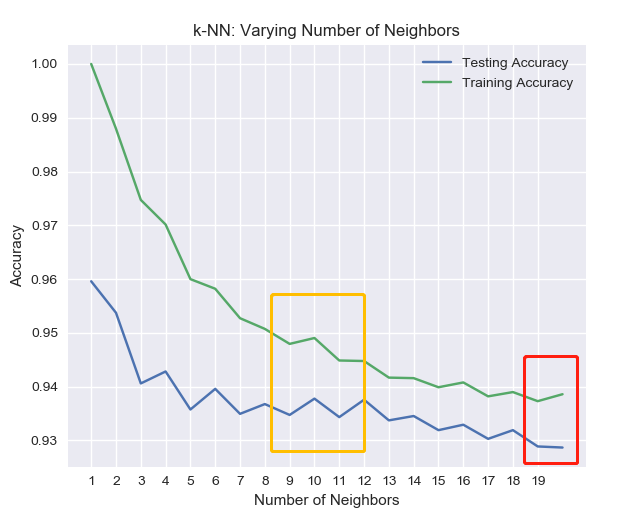 k-NN: Varying Number of Neighbors
Testing Accuracy
Training Accuracy
1.00
0.99
0.98
0.97
0.96
0.95
0.94
0.93
Accuracy
1 2 3 4 5 6 7 8 9 10 11 12 13 14 15 16 17 18 19
Number of Neighbors